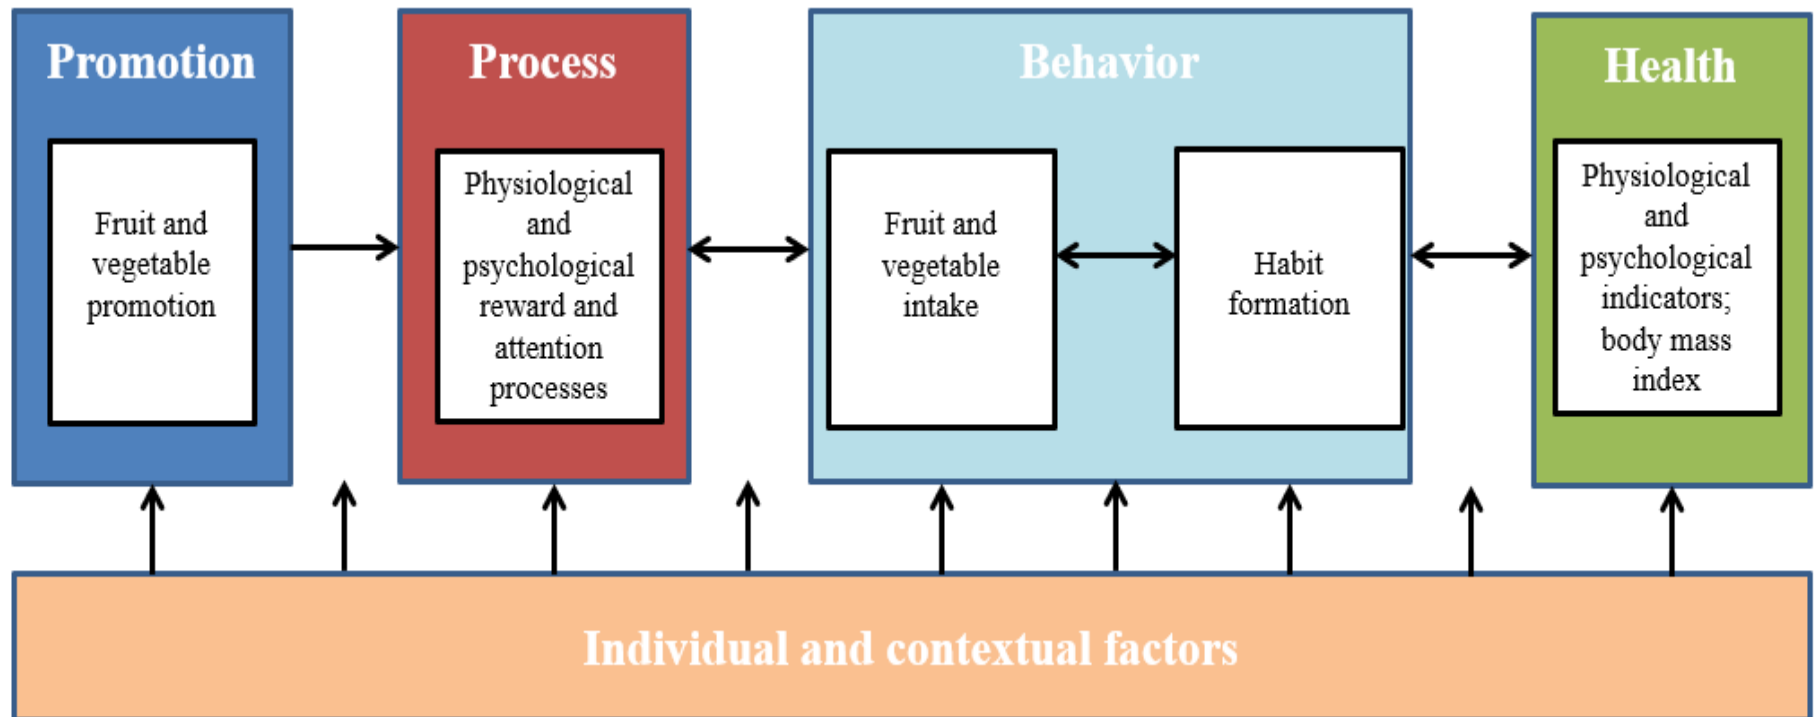 Promotion
Fruit and
vegetable
promotion
Process
Physiological
and
psychological
reward and
attention
processes
Behavior
Fruit and
vegetable
intake
Habit
formation
Health
Physiological
and
psychological
indicators;
body mass
index
Individual and contextual factors